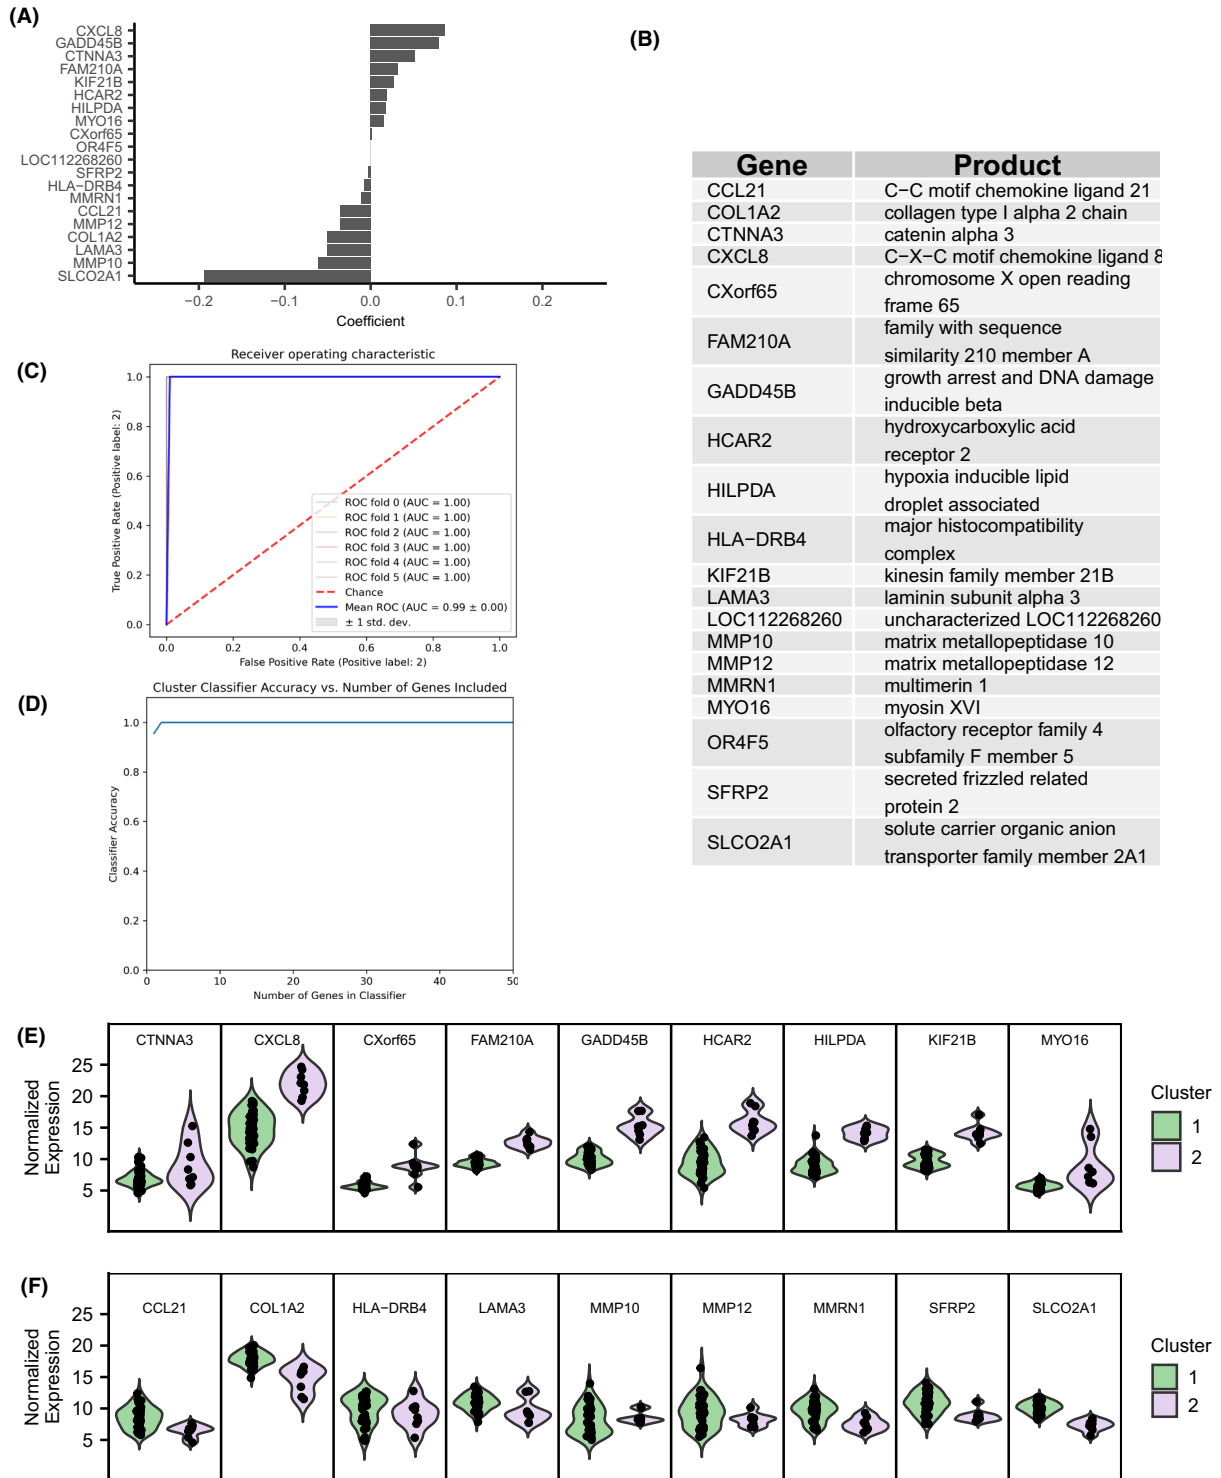 (A)
CXCL8
GADD45B
CTNNA3
FAM210A
KIF21B
HCAR2
HILPDA
MYO16
CXorf65
OR4F5
LOC112268260
SFRP2
HLA−DRB4
MMRN1
CCL21
MMP12
COL1A2
LAMA3
MMP10
SLCO2A1
−0.2 −0.1 0.0 0.1 0.2
Coefficient
(B)
Gene Product
CCL21 C−C motif chemokine ligand 21
COL1A2 collagen type I alpha 2 chain
CTNNA3 catenin alpha 3
CXCL8 C−X−C motif chemokine ligand 8
CXorf65 chromosome X open reading
frame 65
FAM210A family with sequence
similarity 210 member A
GADD45B growth arrest and DNA damage
inducible beta
HCAR2 hydroxycarboxylic acid
receptor 2
HILPDA hypoxia inducible lipid
droplet associated
HLA−DRB4 major histocompatibility
complex
KIF21B kinesin family member 21B
LAMA3 laminin subunit alpha 3
LOC112268260 uncharacterized LOC112268260
MMP10 matrix metallopeptidase 10
MMP12 matrix metallopeptidase 12
MMRN1 multimerin 1
MYO16 myosin XVI
OR4F5 olfactory receptor family 4
subfamily F member 5
SFRP2 secreted frizzled related
protein 2
SLCO2A1 solute carrier organic anion
transporter family member 2A1
(C)
Receiver operating characteristic
True Positive Rate (Positive label: 2)
1.0
0.8
0.6
0.4
0.2
0.0
ROC fold 0 (AUC = 1.00)
ROC fold 1 (AUC = 1.00)
ROC fold 2 (AUC = 1.00)
ROC fold 3 (AUC = 1.00)
ROC fold 4 (AUC = 1.00)
ROC fold 5 (AUC = 1.00)
Chance
Mean ROC (AUC = 0.99 ± 0.00)
± 1 std. dev.
0.0 0.2 0.4 0.6 0.8 1.0
False Positive Rate (Positive label: 2)
(D)
Cluster Classifier Accuracy vs. Number of Genes Included
Classifier Accuracy
1.0
0.8
0.6
0.4
0.2
0.0
0 10 20 30 40 50
Number of Genes in Classifier
(E)
CTNNA3 CXCL8 CXorf65 FAM210A GADD45B HCAR2 HILPDA KIF21B MYO16
Normalized
Expression
25
20
15
10
5
Cluster
1
2
(F)
CCL21 COL1A2 HLA−DRB4 LAMA3 MMP10 MMP12 MMRN1 SFRP2 SLCO2A1
Normalized
Expression
25
20
15
10
5
Cluster
1
2